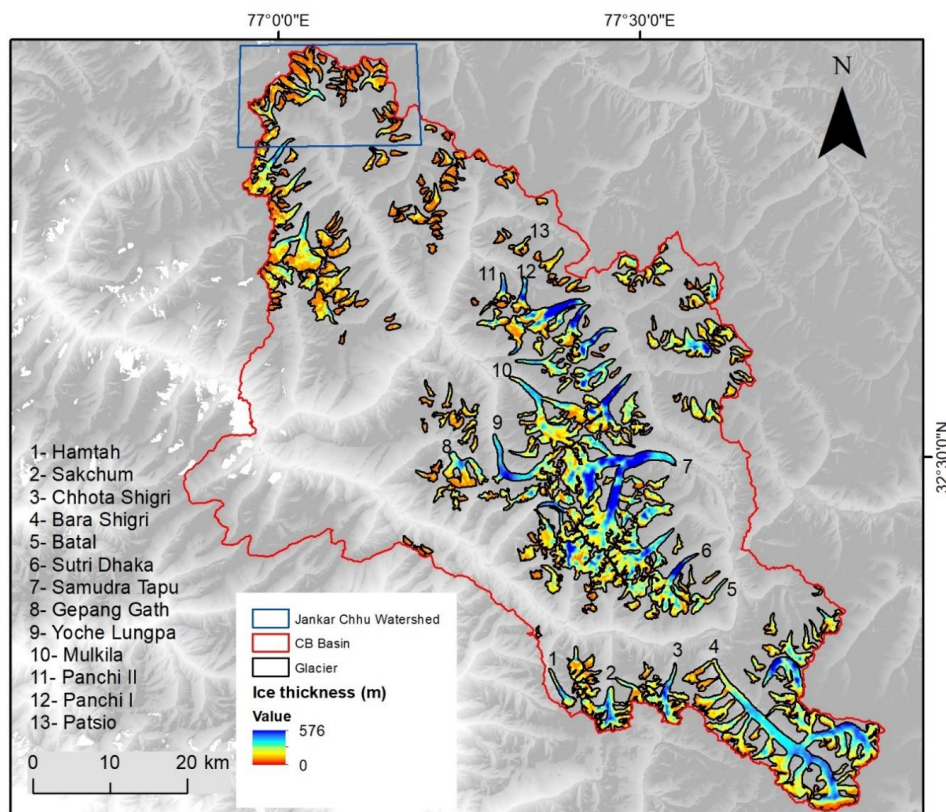 77°0'0"E
77°30'0"E
N
13
11
12
10
9
8
7
32°30'0"N
6
5
1
2
3
4
1- Hamtah
2- Sakchum
3- Chhota Shigri
4- Bara Shigri
5- Batal
6- Sutri Dhaka
7- Samudra Tapu
8- Gepang Gath
9- Yoche Lungpa
10- Mulkila
11- Panchi II
12- Panchi I
13- Patsio
0 10 20 km
Jankar Chhu Watershed
CB Basin
Glacier
Ice thickness (m)
Value
576
0